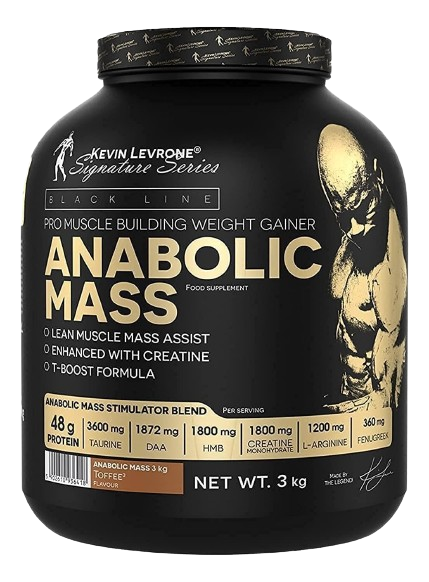 KEVIN LEVRONE®
Signature Series
BLACK LINE
PRO MUSCLE BUILDING WEIGHT GAINER
ANABOLIC
MASS
FOOD SUPPLEMENT
LEAN MUSCLE MASS ASSIST
ENHANCED WITH CREATINE
T-BOOST FORMULA
ANABOLIC MASS STIMULATOR BLEND PER SERVING
48 g PROTEIN
3600 mg TAURINE
1872 mg DAA
1800 mg HMB
1800 mg CREATINE MONOHYDRATE
1200 mg L-ARGININE
360 mg FENUGREEK
ANABOLIC MASS 3 kg
TOFFEE²
FLAVOUR
NET WT. 3 kg
MADE BY
THE LEGEND!